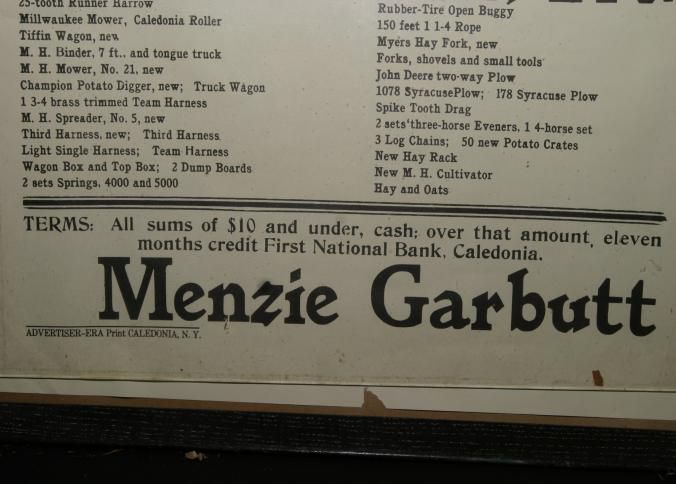 25-tooth Runner Harrow
Millwaukee Mower, Caledonia Roller
Tiffin Wagon, new
M. H. Binder, 7 ft., and tongue truck
M. H. Mower, No. 21, new
Champion Potato Digger, new; Truck Wagon
1 3-4 brass trimmed Team Harness
M. H. Spreader, No. 5, new
Third Harness, new; Third Harness
Light Single Harness; Team Harness
Wagon Box and Top Box; 2 Dump Boards
2 sets Springs, 4000 and 5000
Rubber-Tire Open Buggy
150 feet 1 1-4 Rope
Myers Hay Fork, new
Forks, shovels and small tools
John Deere two-way Plow
1078 SyracusePlow; 178 Syracuse Plow
Spike Tooth Drag
2 sets three-horse Eveners, 1 4-horse set
3 Log Chains; 50 new Potato Crates
New Hay Rack
New M. H. Cultivator
Hay and Oats
TERMS: All sums of $10 and under, cash; over that amount, eleven
months credit First National Bank, Caledonia.
Menzie Garbutt
ADVERTISER-ERA Print CALEDONIA, N. Y.